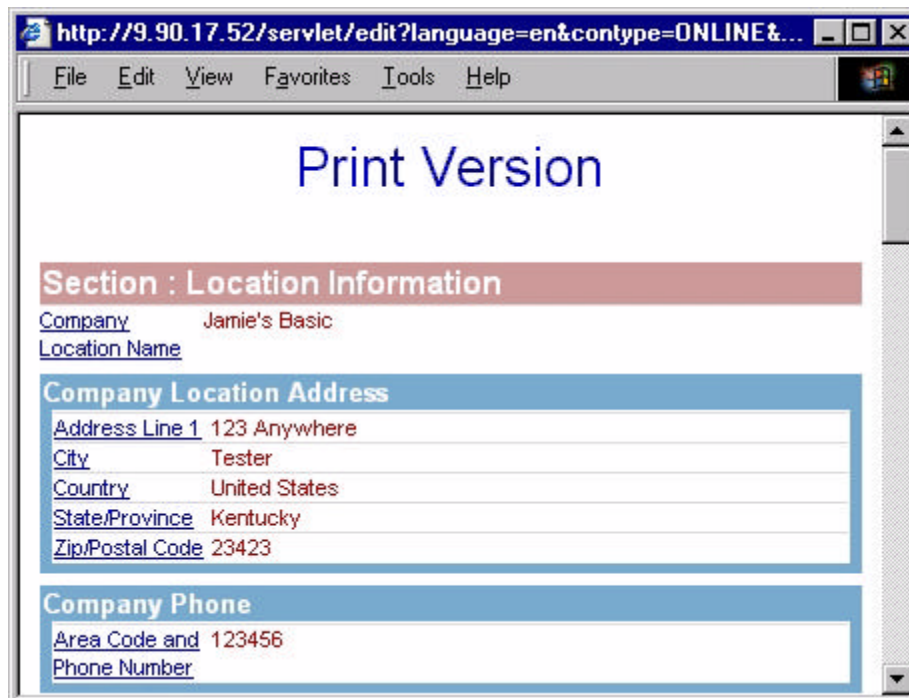 http://9.90.17.52/servlet/edit?language=en&contype=ONLINE&...
File Edit View Favorites Tools Help
Print Version
Section : Location Information
Company Jamie's Basic
Location Name
Company Location Address
Address Line 1 123 Anywhere
City Tester
Country United States
State/Province Kentucky
Zip/Postal Code 23423
Company Phone
Area Code and 123456
Phone Number